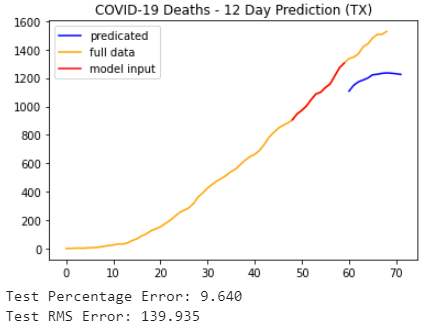 COVID-19 Deaths - 12 Day Prediction (TX)
1600
1400
1200
1000
800
600
400
200
0
predicated
full data
model input
0 10 20 30 40 50 60 70
Test Percentage Error: 9.640
Test RMS Error: 139.935